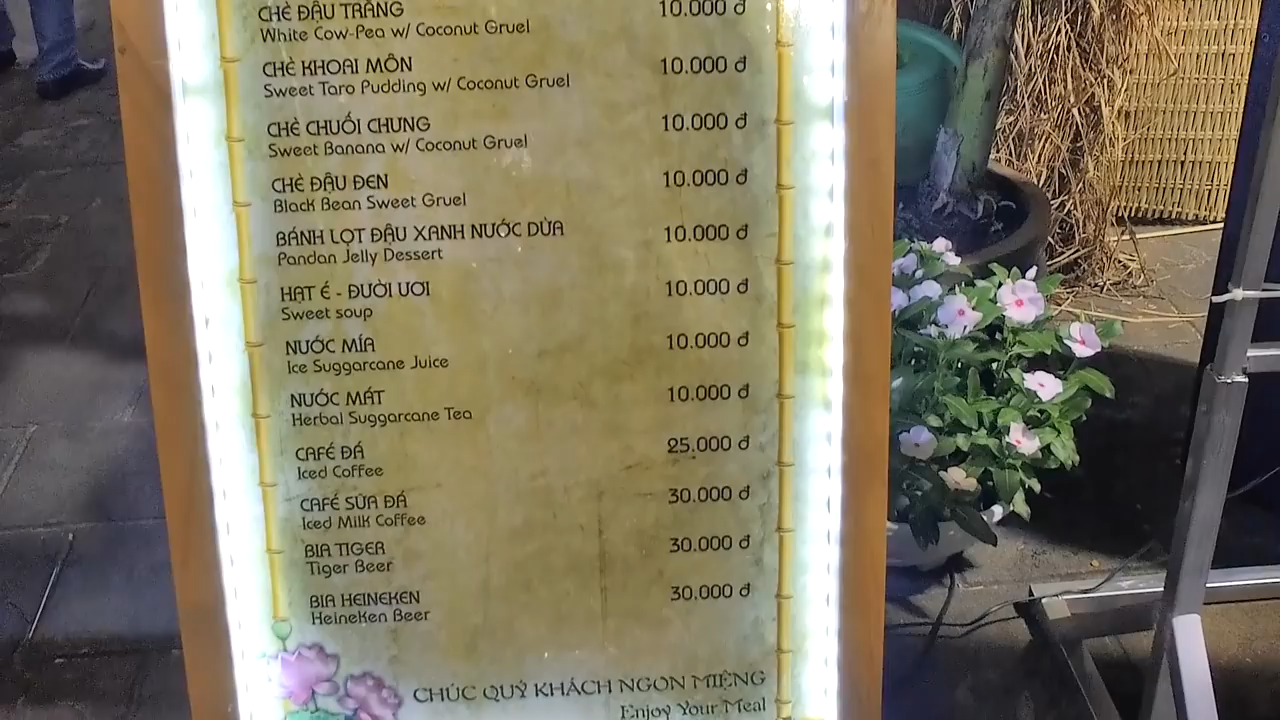 CHÈ ĐẬU TRẮNG 10.000 đ
White Cow-Pea w/ Coconut Gruel
CHÈ KHOAI MÔN 10.000 đ
Sweet Taro Pudding w/ Coconut Gruel
CHÈ CHUỐI CHƯNG 10.000 đ
Sweet Banana w/ Coconut Gruel
CHÈ ĐẬU ĐEN 10.000 đ
Black Bean Sweet Gruel
BÁNH LỌT ĐẬU XANH NƯỚC DỪA 10.000 đ
Pandan Jelly Dessert
HẠT É - ĐƯỜI ƯƠI 10.000 đ
Sweet soup
NƯỚC MÍA 10.000 đ
Ice Suggarcane Juice
NƯỚC MÁT 10.000 đ
Herbal Suggarcane Tea
CAFÉ ĐÁ 25.000 đ
Iced Coffee
CAFÉ SỮA ĐÁ 30.000 đ
Iced Milk Coffee
BIA TIGER 30.000 đ
Tiger Beer
BIA HEINEKEN 30.000 đ
Heineken Beer
CHÚC QUÝ KHÁCH NGON MIỆNG
Enjoy Your Meal